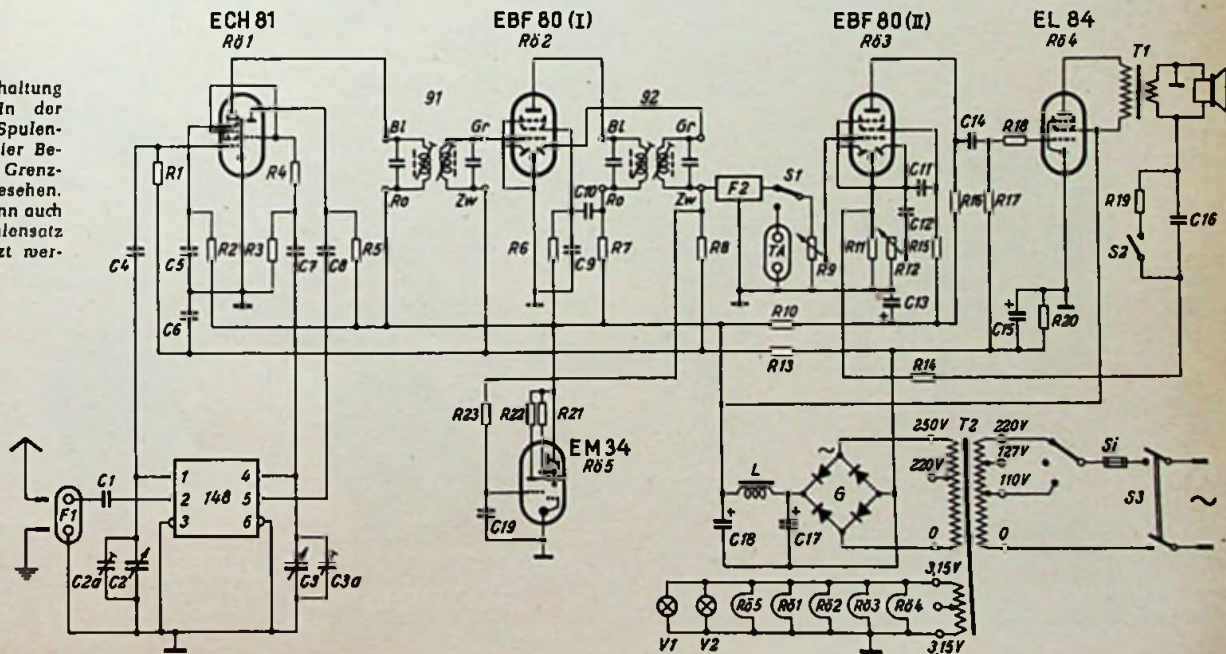 haltung
In der
Spulen-
ler Be-
Grenz-
esehen.
nn auch
ulensatz
zt wer-
ECH 81
Rö1
EBF 80 (I)
Rö2
EBF 80 (II)
Rö3
EL 84
Rö4
T1
91
92
Bl
Gr
Ro
Zw
Bl
Gr
Ro
Zw
R1
R4
C4
C5
R2
R3
C7
C8
R5
C6
C10
R6
C9
R7
R8
F2
S1
TA
R9
R11
R12
C11
C12
R15
C13
C14
R16
R17
R18
R19
S2
C16
C15
R20
R10
R13
R14
R23
R22
R21
EM34
Rö5
C19
C1
F1
148
1
2
3
4
5
6
C2a
C2
C3
C3a
L
G
C18
C17
250V
220V
0
T2
220V
127V
110V
0
Si
S3
3,15V
3,15V
V1
V2
Rö5
Rö1
Rö2
Rö3
Rö4